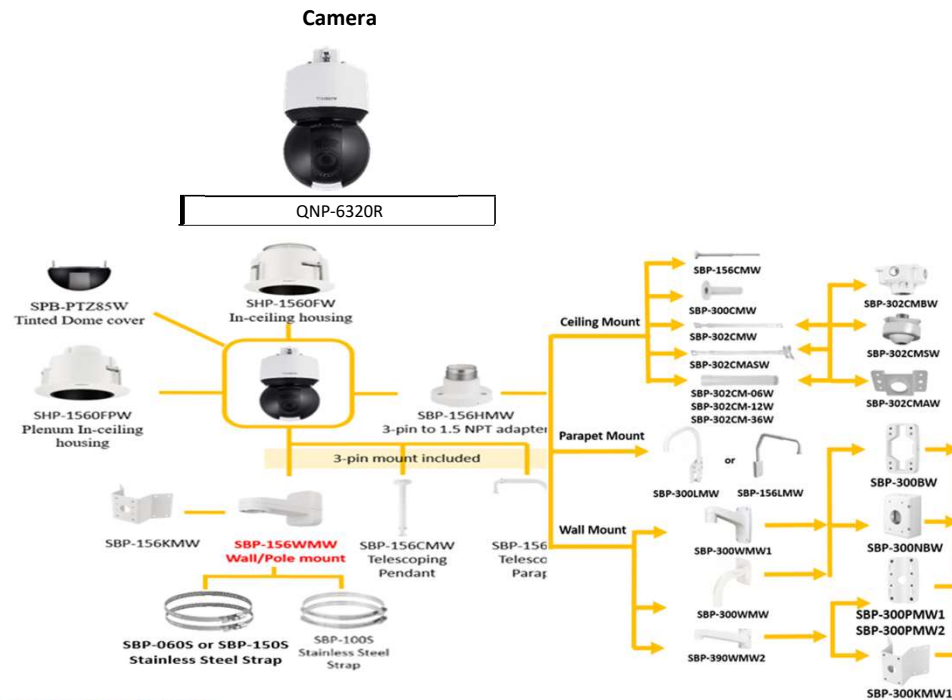 Camera
QNP-6320R
SPB-PTZ85W
Tinted Dome cover
SHP-1560FW
In-ceiling housing
SHP-1560FPW
Plenum In-ceiling
housing
SBP-156HMW
3-pin to 1.5 NPT adapter
3-pin mount included
SBP-156KMW
SBP-156WMW
Wall/Pole mount
SBP-156CMW
Telescoping
Pendant
SBP-156
Telesco
Parap
SBP-060S or SBP-150S
Stainless Steel Strap
SBP-100S
Stainless Steel
Strap
Ceiling Mount
SBP-156CMW
SBP-300CMW
SBP-302CMW
SBP-302CMASW
SBP-302CM-06W
SBP-302CM-12W
SBP-302CM-36W
SBP-302CMBW
SBP-302CMSW
SBP-302CMAW
Parapet Mount
or
SBP-300LMW
SBP-156LMW
Wall Mount
SBP-300WMW1
SBP-300WMW
SBP-390WMW2
SBP-300BW
SBP-300NBW
SBP-300PMW1
SBP-300PMW2
SBP-300KMW1